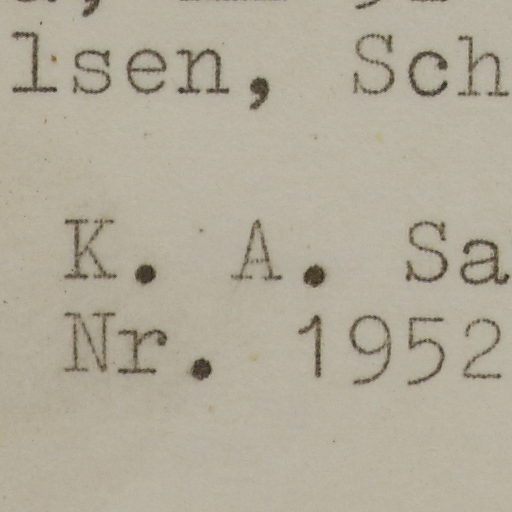 lsen, Sch
K. A. Sa
Nr. 1952